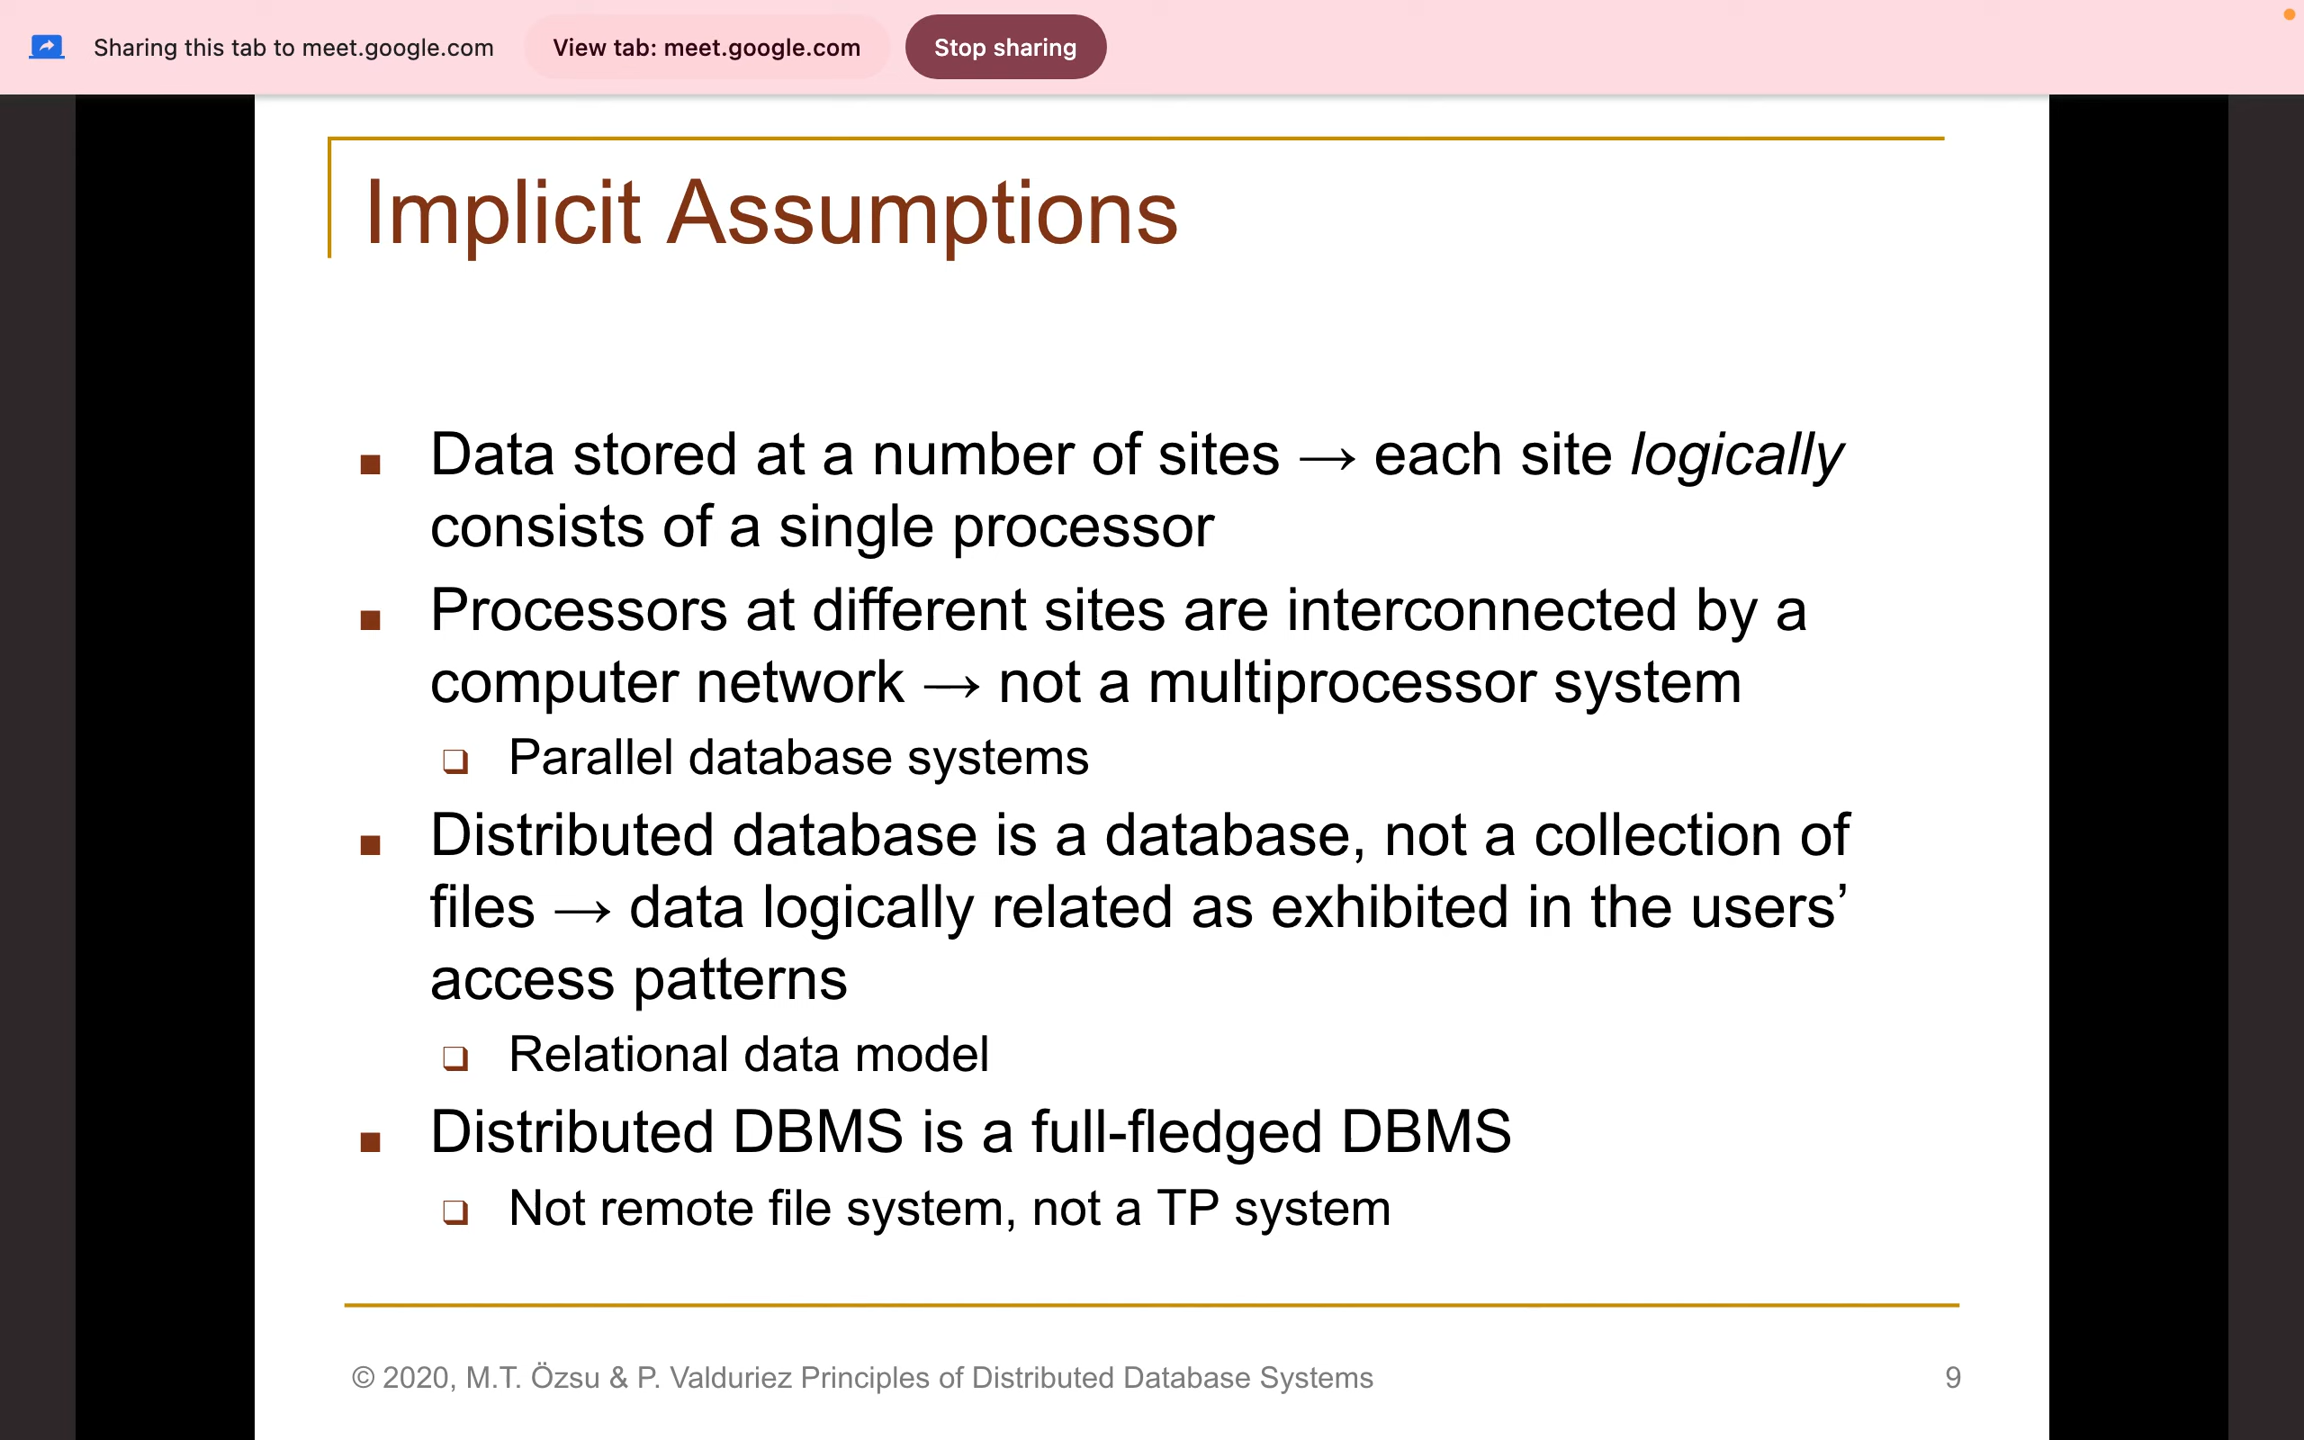 Sharing this tab to meet.google.com View tab: meet.google.com Stop sharing
Implicit Assumptions
■ Data stored at a number of sites → each site logically
consists of a single processor
■ Processors at different sites are interconnected by a
computer network → not a multiprocessor system
❑ Parallel database systems
■ Distributed database is a database, not a collection of
files → data logically related as exhibited in the users’
access patterns
❑ Relational data model
■ Distributed DBMS is a full-fledged DBMS
❑ Not remote file system, not a TP system
© 2020, M.T. Özsu & P. Valduriez Principles of Distributed Database Systems 9